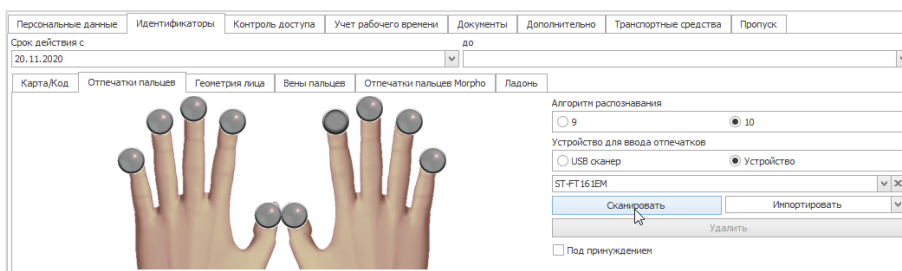 Персональные данные Идентификаторы Контроль доступа Учет рабочего времени Документы Дополнительно Транспортные средства Пропуск
Срок действия с до
20.11.2020
Карта/Код Отпечатки пальцев Геометрия лица Вены пальцев Отпечатки пальцев Morpho Ладонь
Алгоритм распознавания
9 10
Устройство для ввода отпечатков
USB сканер Устройство
ST-FT161EM
Сканировать Импортировать
Удалить
Под принуждением